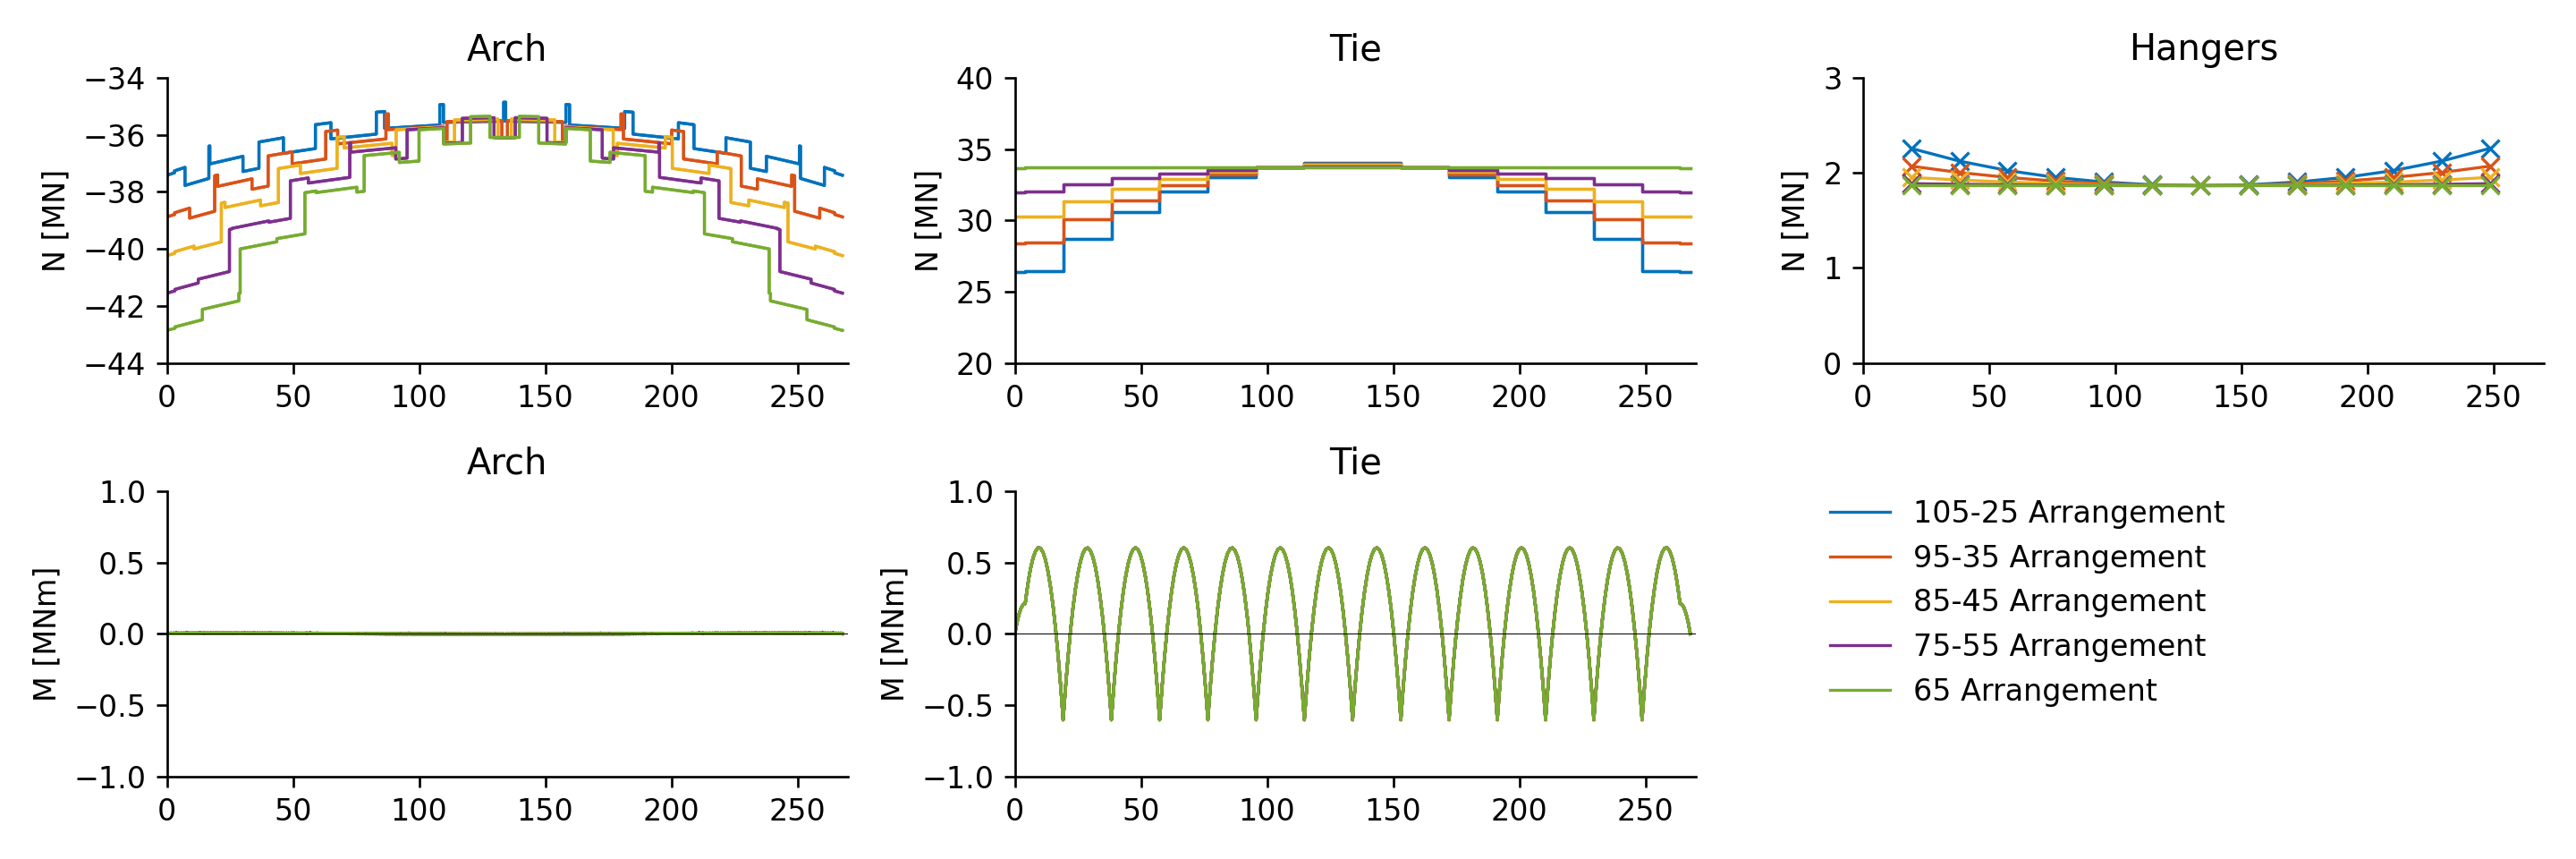 Arch
N [MN]
−34
−36
−38
−40
−42
−44
0 50 100 150 200 250
Tie
N [MN]
40
35
30
25
20
0 50 100 150 200 250
Hangers
N [MN]
3
2
1
0
0 50 100 150 200 250
Arch
M [MNm]
1.0
0.5
0.0
−0.5
−1.0
0 50 100 150 200 250
Tie
M [MNm]
1.0
0.5
0.0
−0.5
−1.0
0 50 100 150 200 250
105-25 Arrangement
95-35 Arrangement
85-45 Arrangement
75-55 Arrangement
65 Arrangement